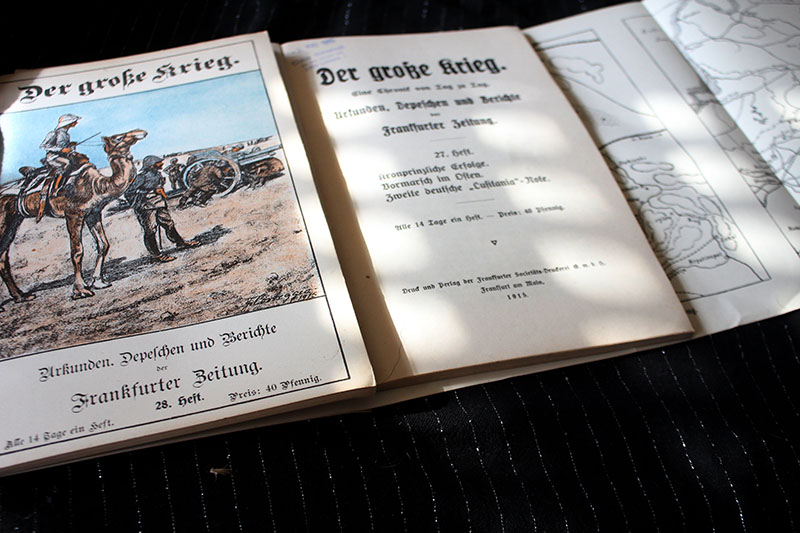 Der große Krieg.
Urkunden, Depeschen und Berichte
der
Frankfurter Zeitung.
28. Heft.
Alle 14 Tage ein Heft. Preis: 40 Pfennig.
Der große Krieg.
Eine Chronik von Tag zu Tag.
Urkunden, Depeschen und Berichte
der
Frankfurter Zeitung.
27. Heft.
Kronprinzliche Erfolge.
Vormarsch im Osten.
Zweite deutsche „Lusitania"-Note.
Alle 14 Tage ein Heft. — Preis: 40 Pfennig.
Druck und Verlag der Frankfurter Societäts-Druckerei G. m. b. H.
Frankfurt am Main,
1915.